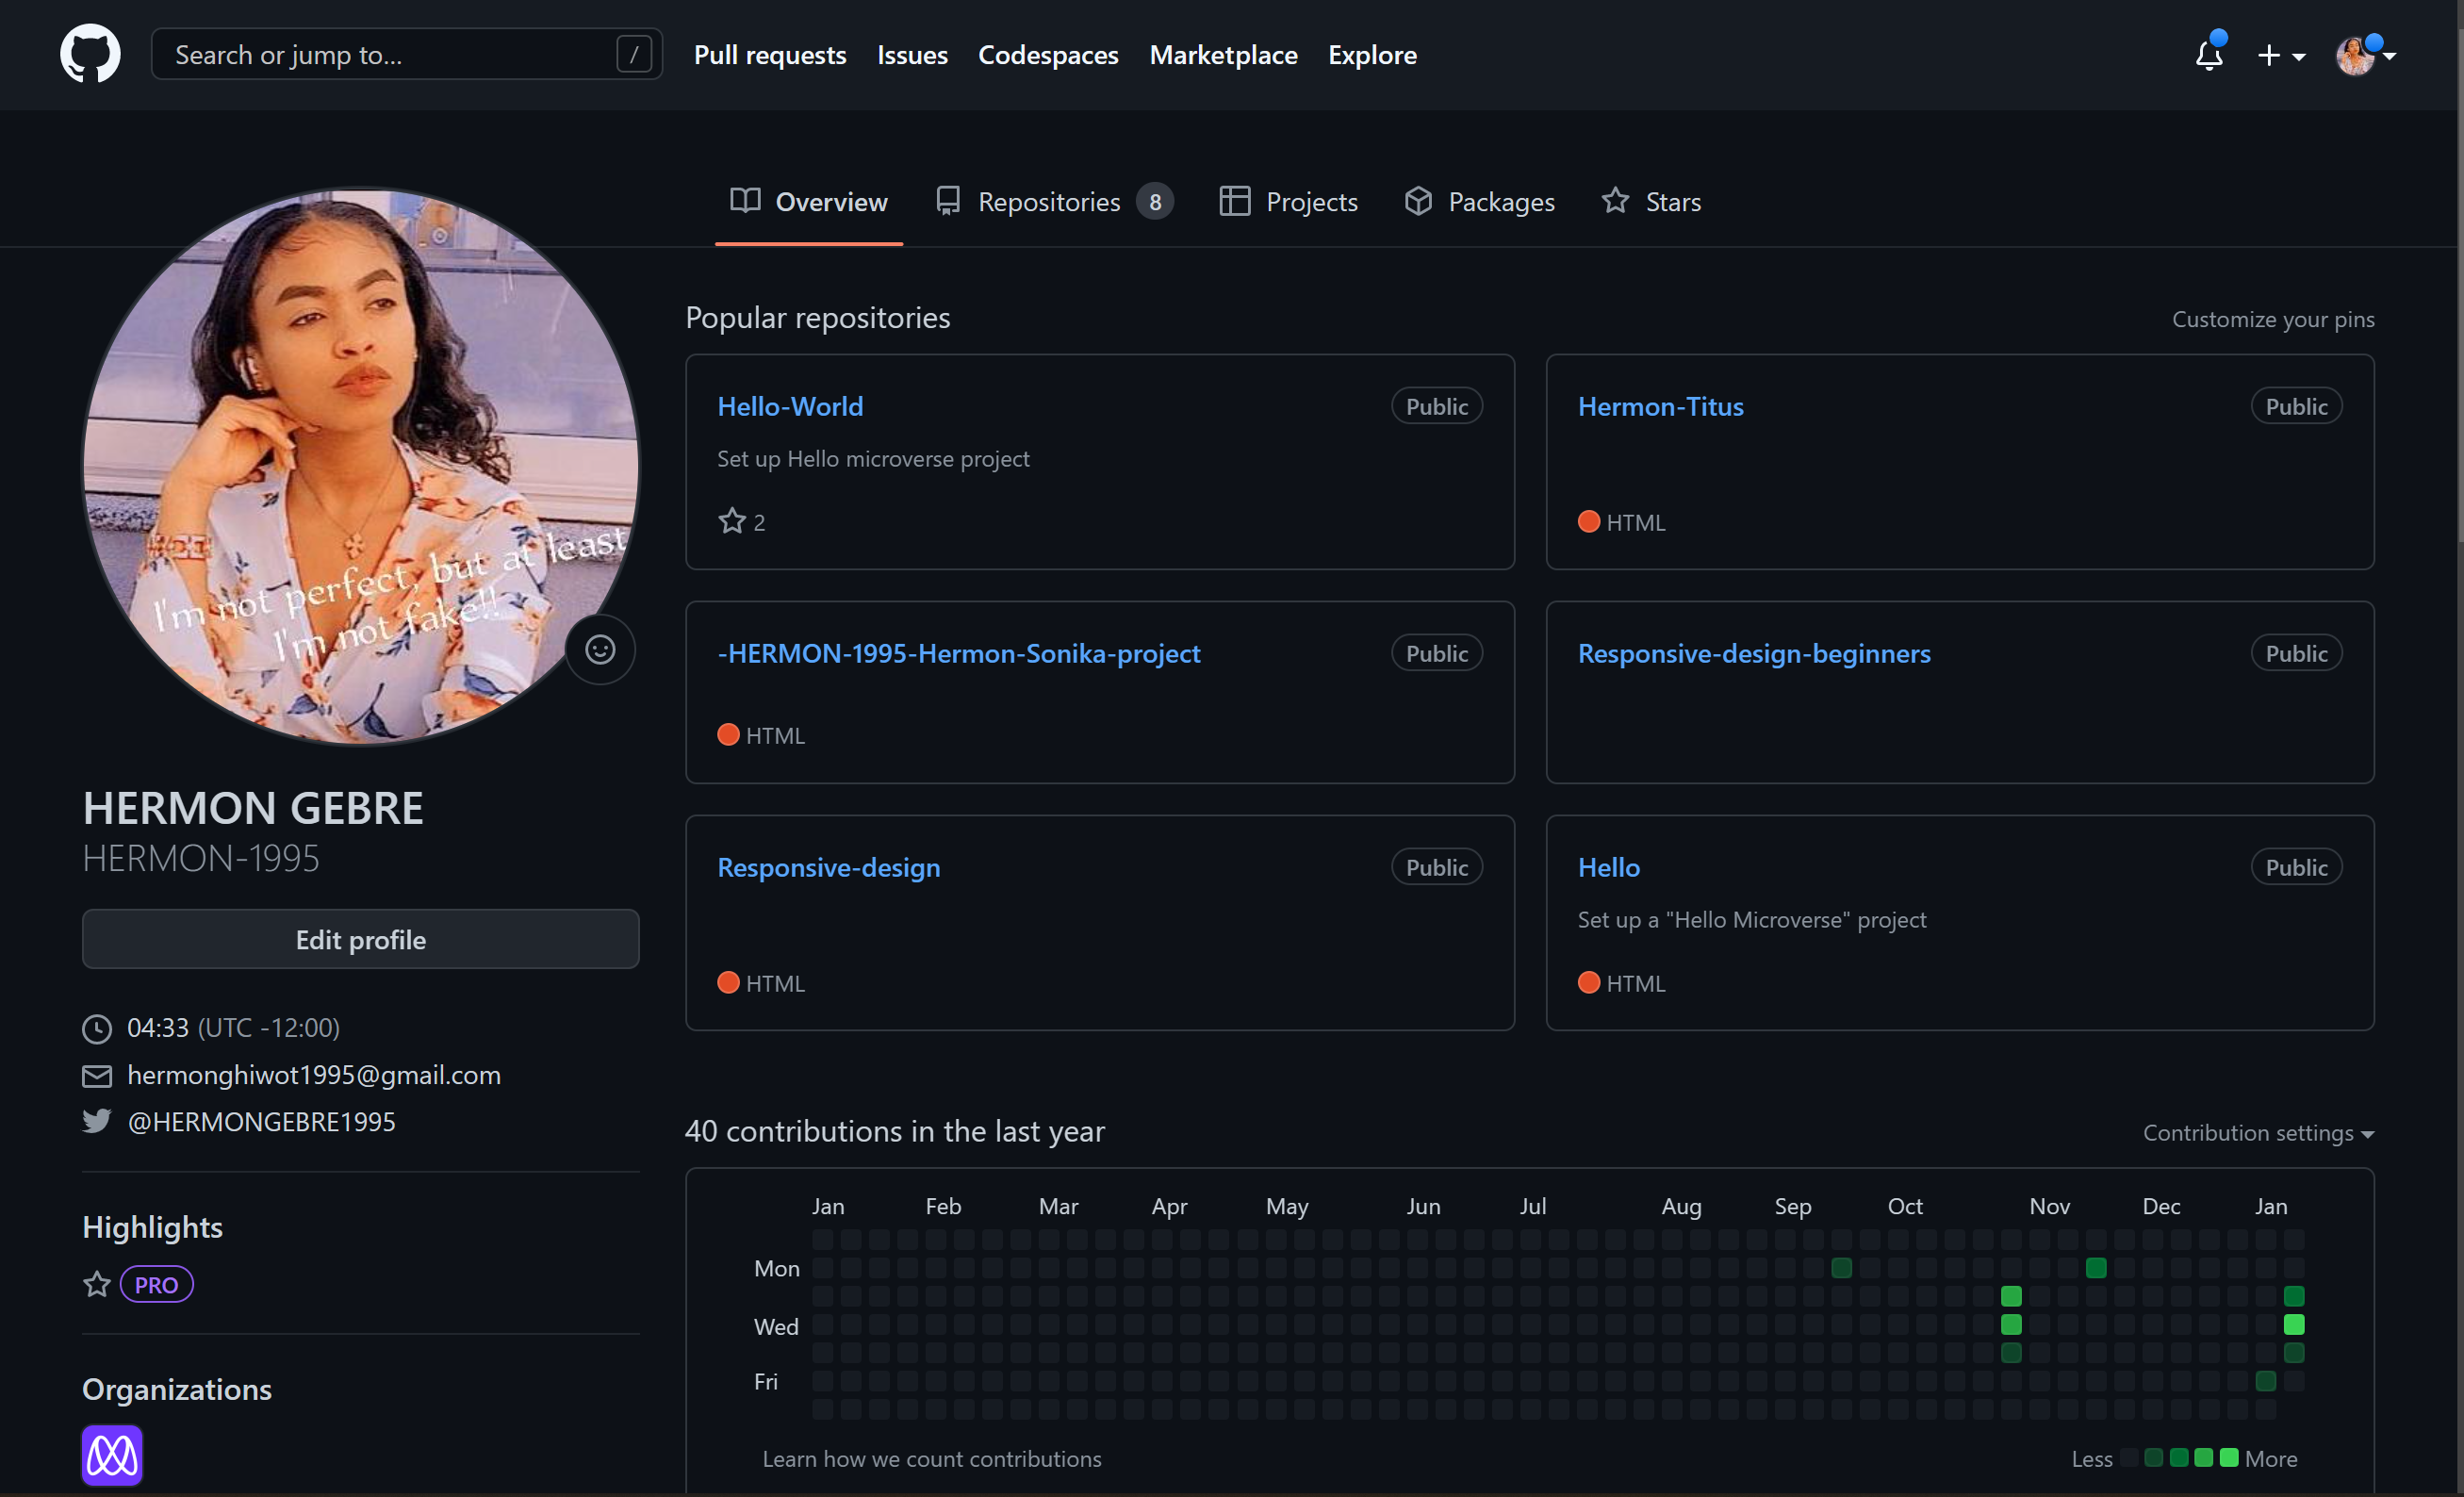 Search or jump to...
/
Pull requests
Issues
Codespaces
Marketplace
Explore
Overview
Repositories 8
Projects
Packages
Stars
I'm not perfect, but at least
I'm not fake!!
HERMON GEBRE
HERMON-1995
Edit profile
04:33 (UTC -12:00)
hermonghiwot1995@gmail.com
@HERMONGEBRE1995
Highlights
PRO
Organizations
Popular repositories
Customize your pins
Hello-World
Public
Set up Hello microverse project
2
Hermon-Titus
Public
HTML
-HERMON-1995-Hermon-Sonika-project
Public
HTML
Responsive-design-beginners
Public
Responsive-design
Public
HTML
Hello
Public
Set up a "Hello Microverse" project
HTML
40 contributions in the last year
Contribution settings
Jan Feb Mar Apr May Jun Jul Aug Sep Oct Nov Dec Jan
Mon
Wed
Fri
Learn how we count contributions
Less More